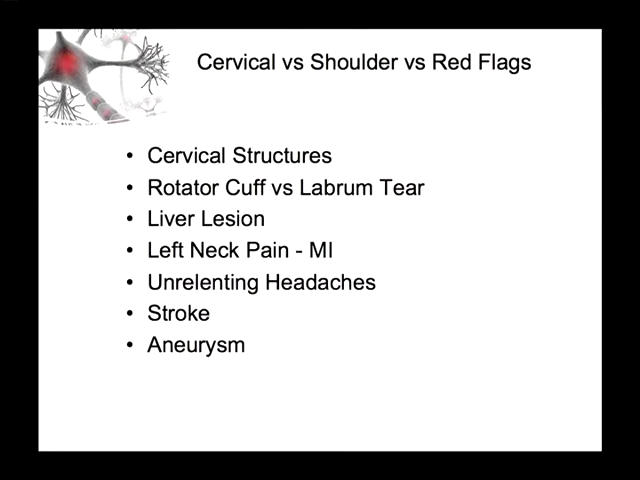 Cervical vs Shoulder vs Red Flags
• Cervical Structures
• Rotator Cuff vs Labrum Tear
• Liver Lesion
• Left Neck Pain - MI
• Unrelenting Headaches
• Stroke
• Aneurysm